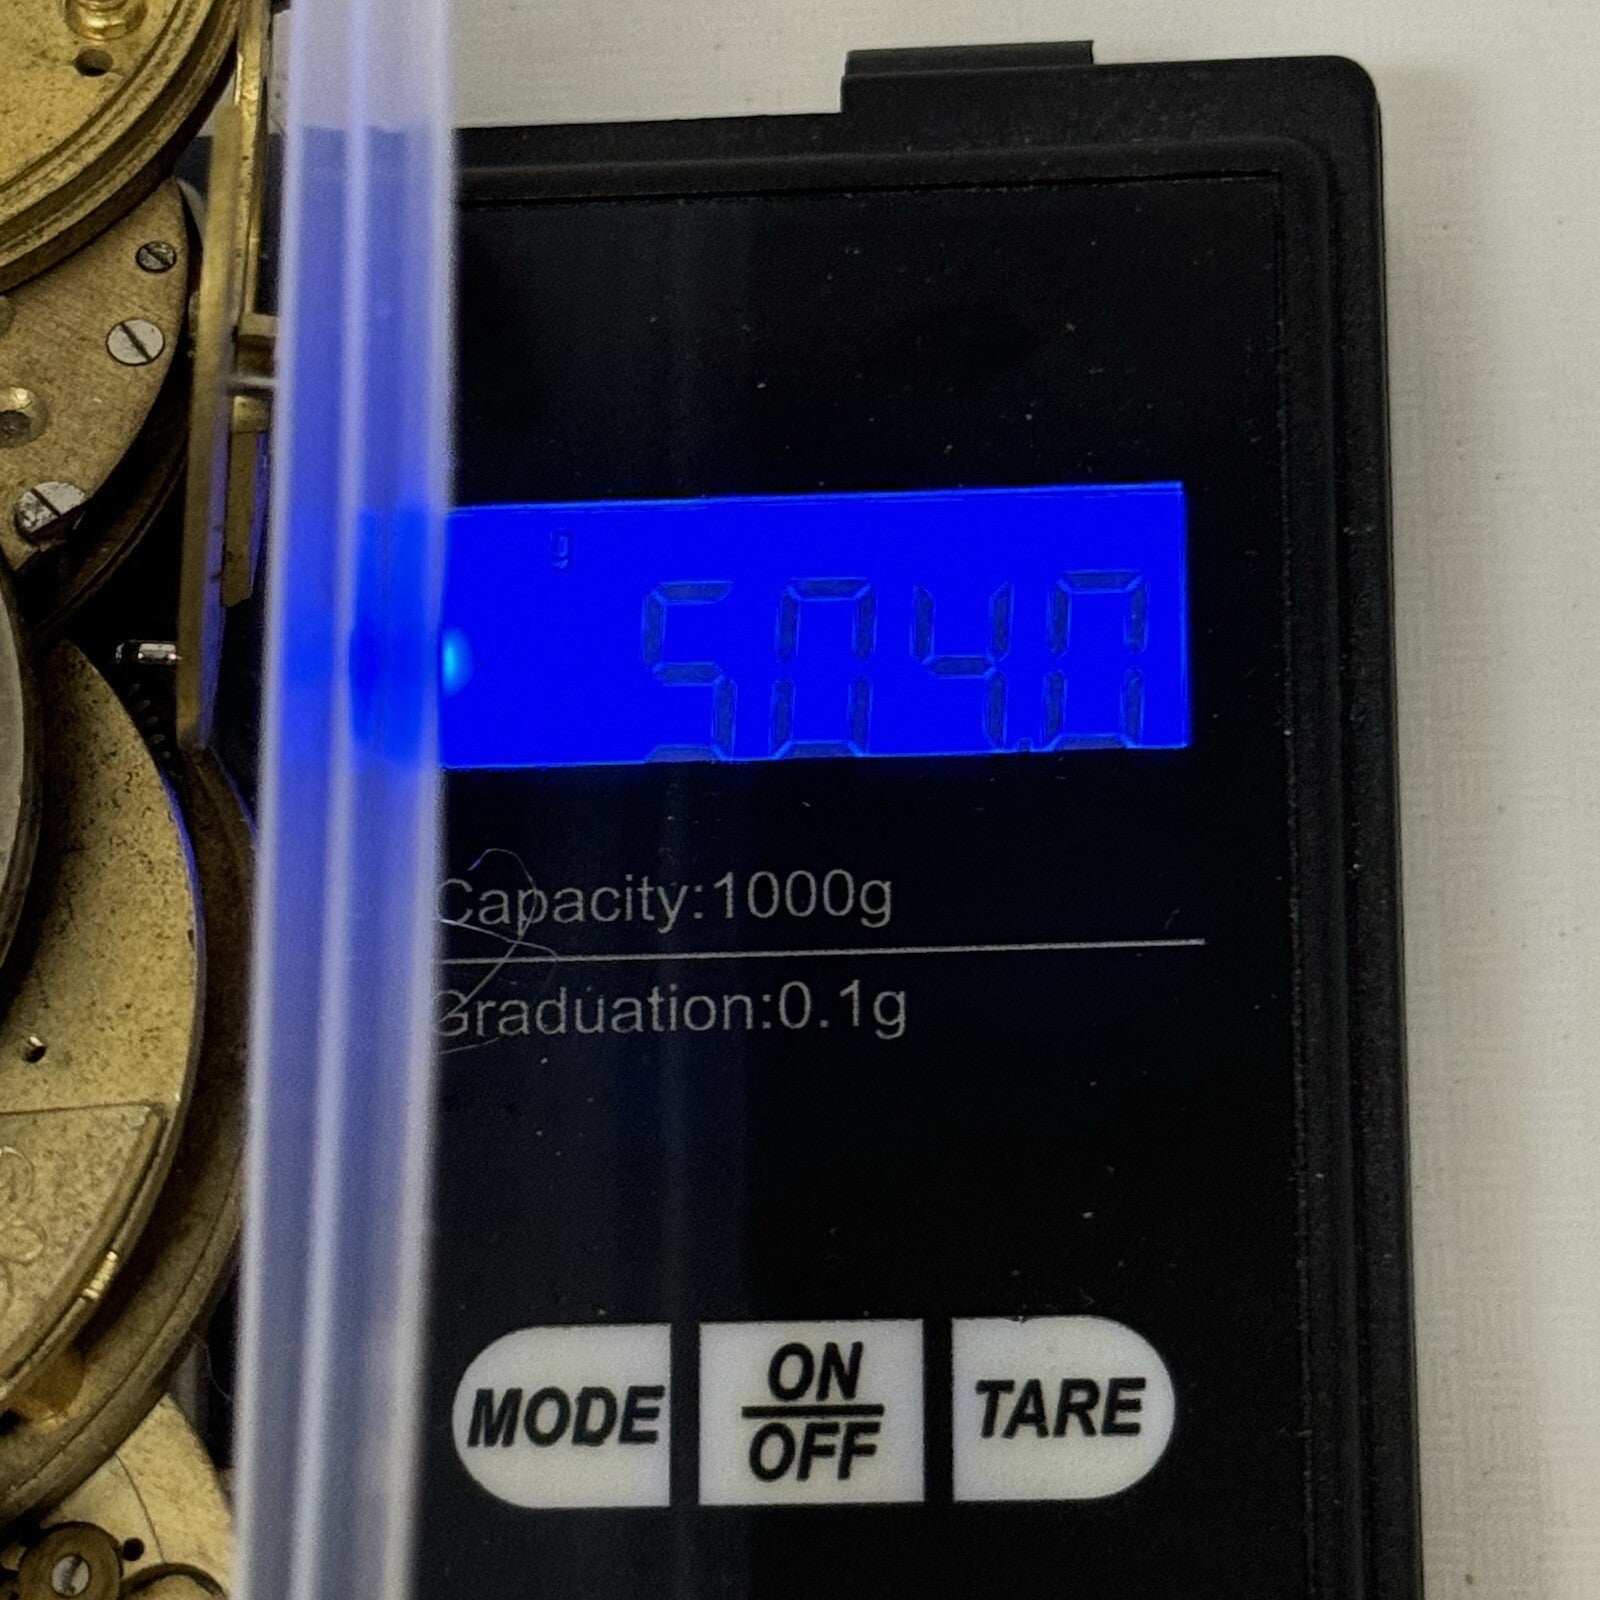 g
504.0
Capacity:1000g
Graduation:0.1g
MODE
ON
OFF
TARE